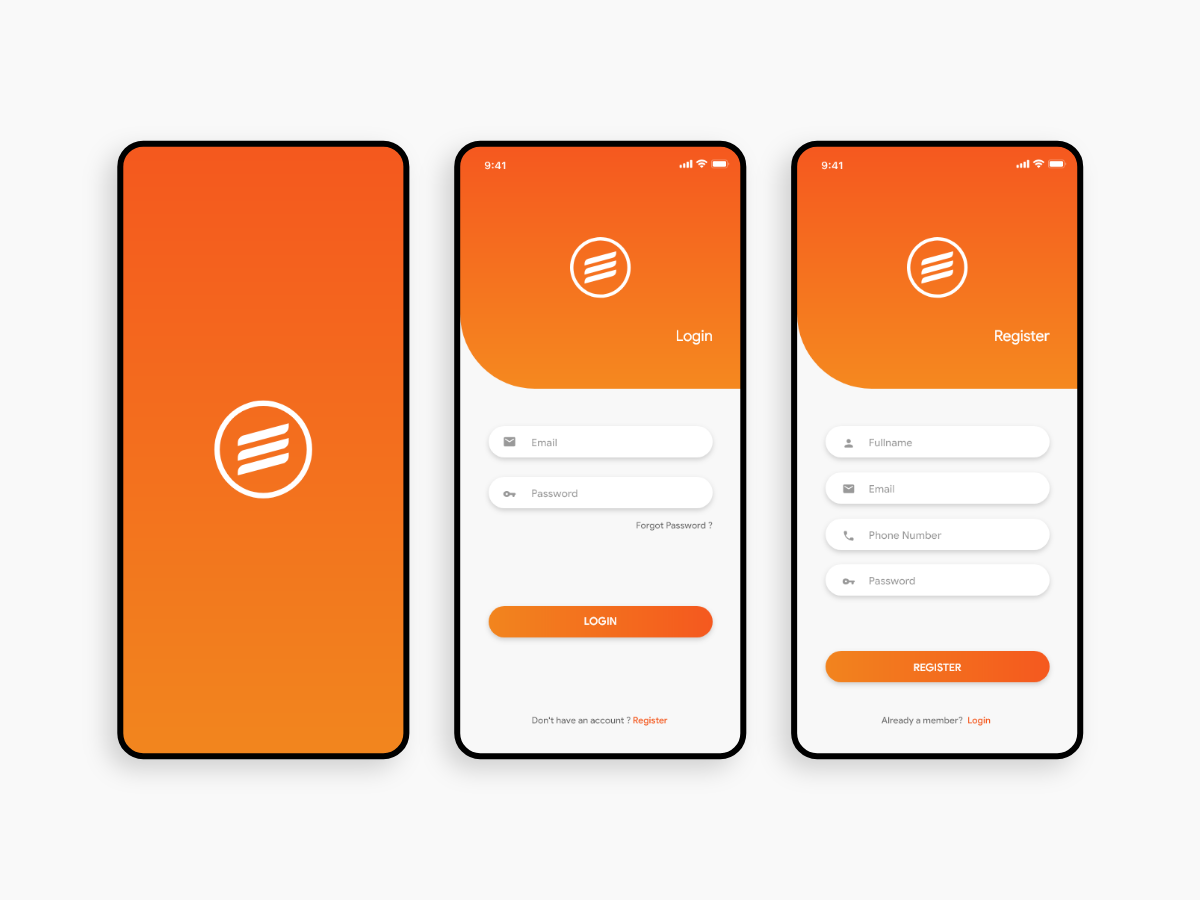 9:41
Login
Email
Password
Forgot Password ?
LOGIN
Don't have an account ? Register
9:41
Register
Fullname
Email
Phone Number
Password
REGISTER
Already a member? Login